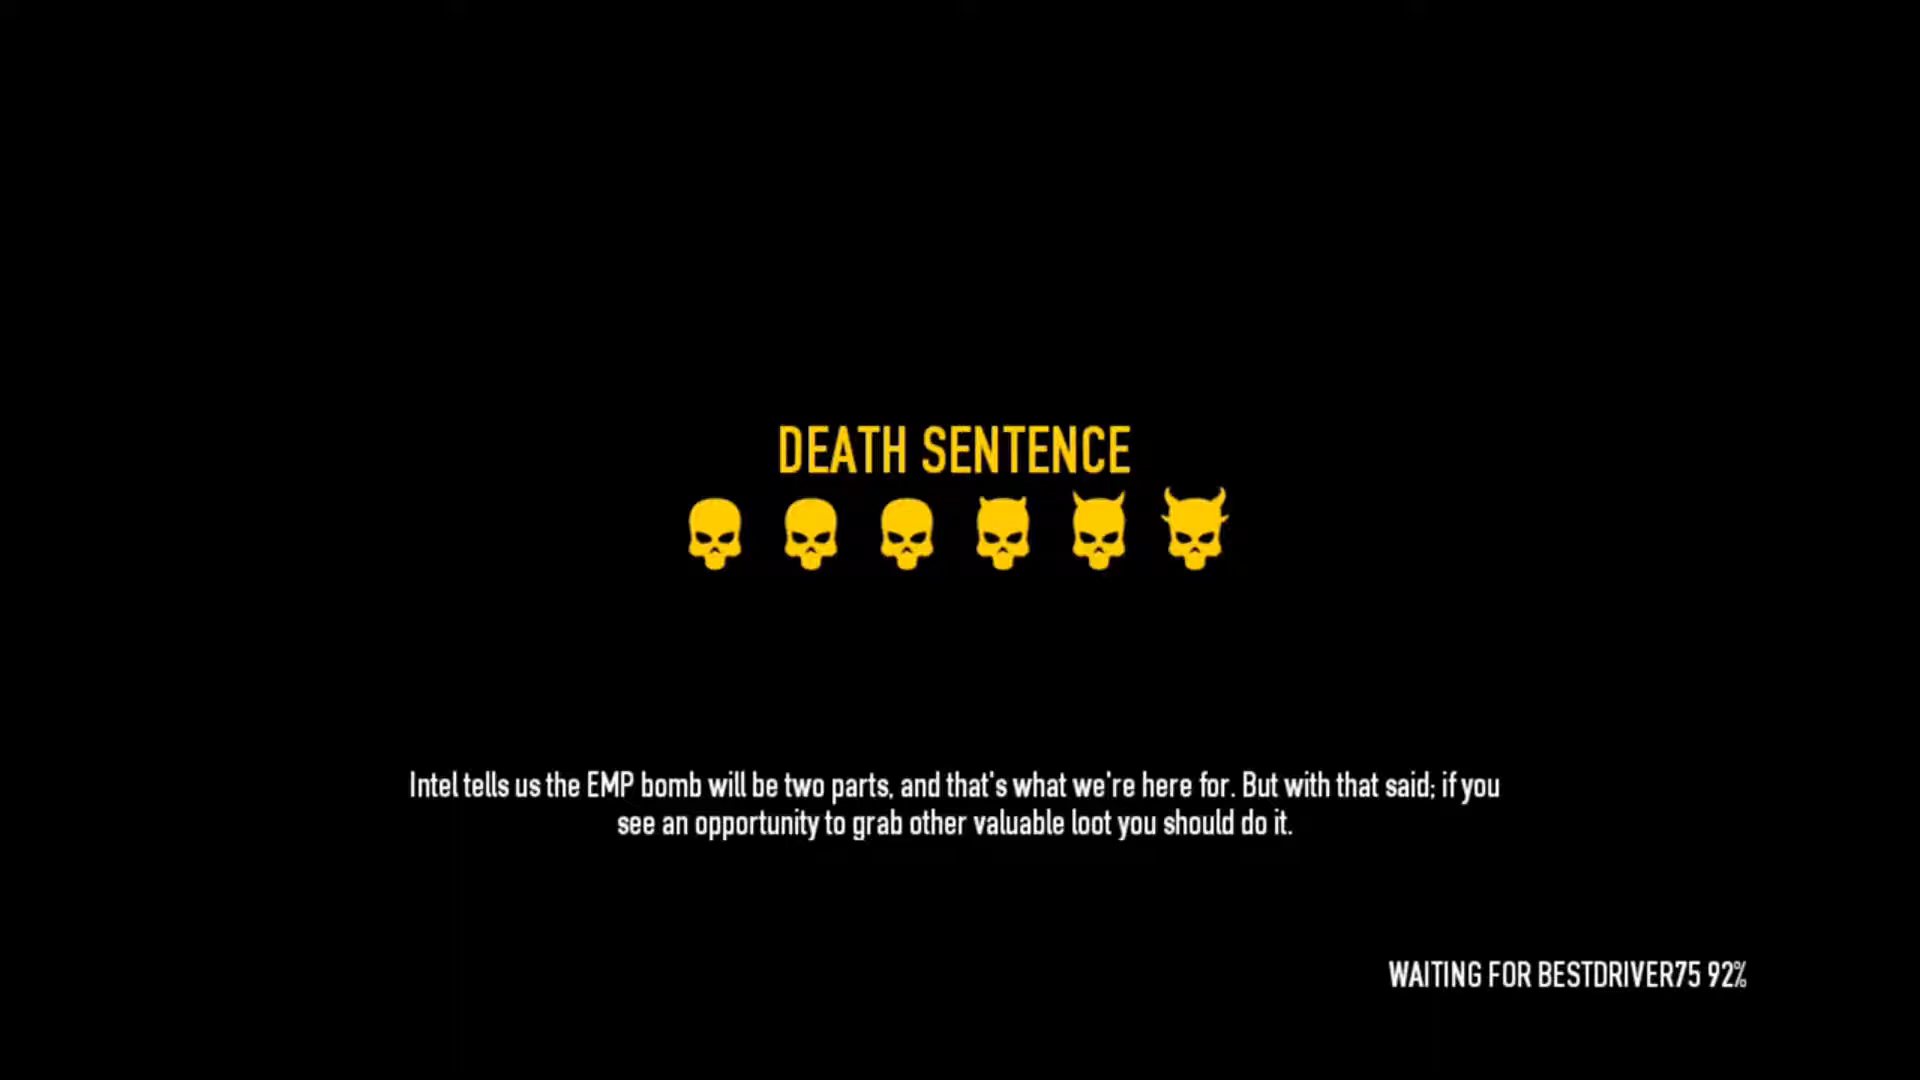 DEATH SENTENCE
Intel tells us the EMP bomb will be two parts, and that's what we're here for. But with that said; if you
see an opportunity to grab other valuable loot you should do it.
WAITING FOR BESTDRIVER75 92%